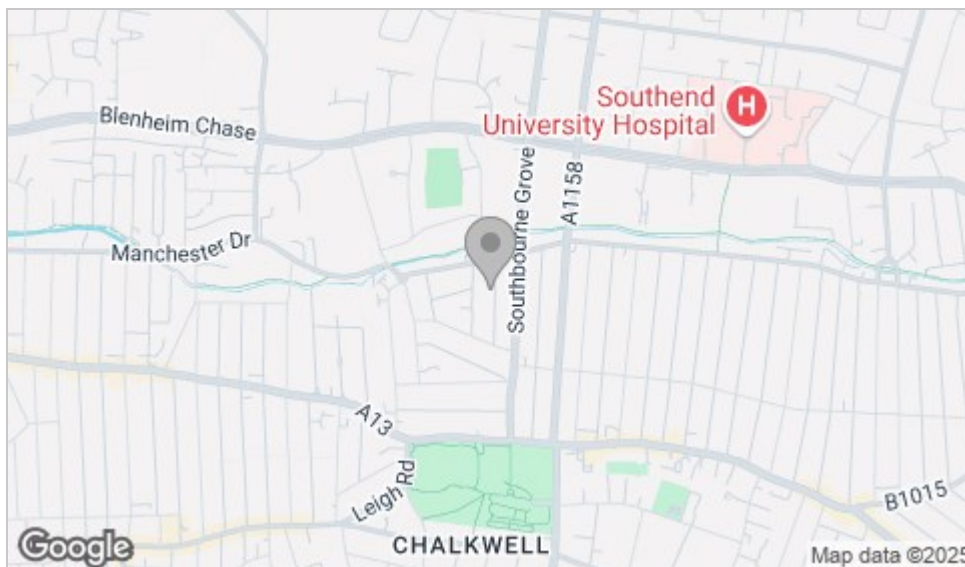 Southend
University Hospital
H
Blenheim Chase
Southbourne Grove
A1158
Manchester Dr
A13
Leigh Rd
B1015
CHALKWELL
Google
Map data ©2025